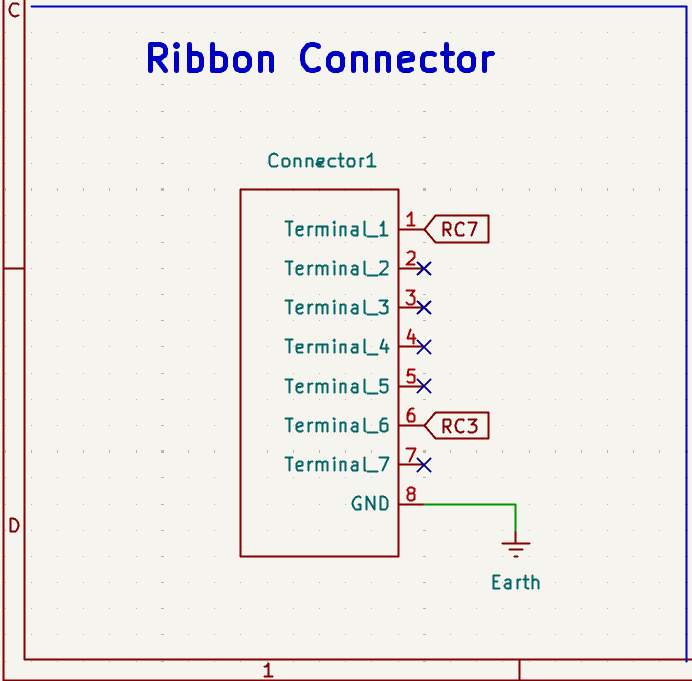 C
Ribbon Connector
Connector1
Terminal_1 1 RC7
Terminal_2 2
Terminal_3 3
Terminal_4 4
Terminal_5 5
Terminal_6 6 RC3
Terminal_7 7
GND 8
D
Earth
1